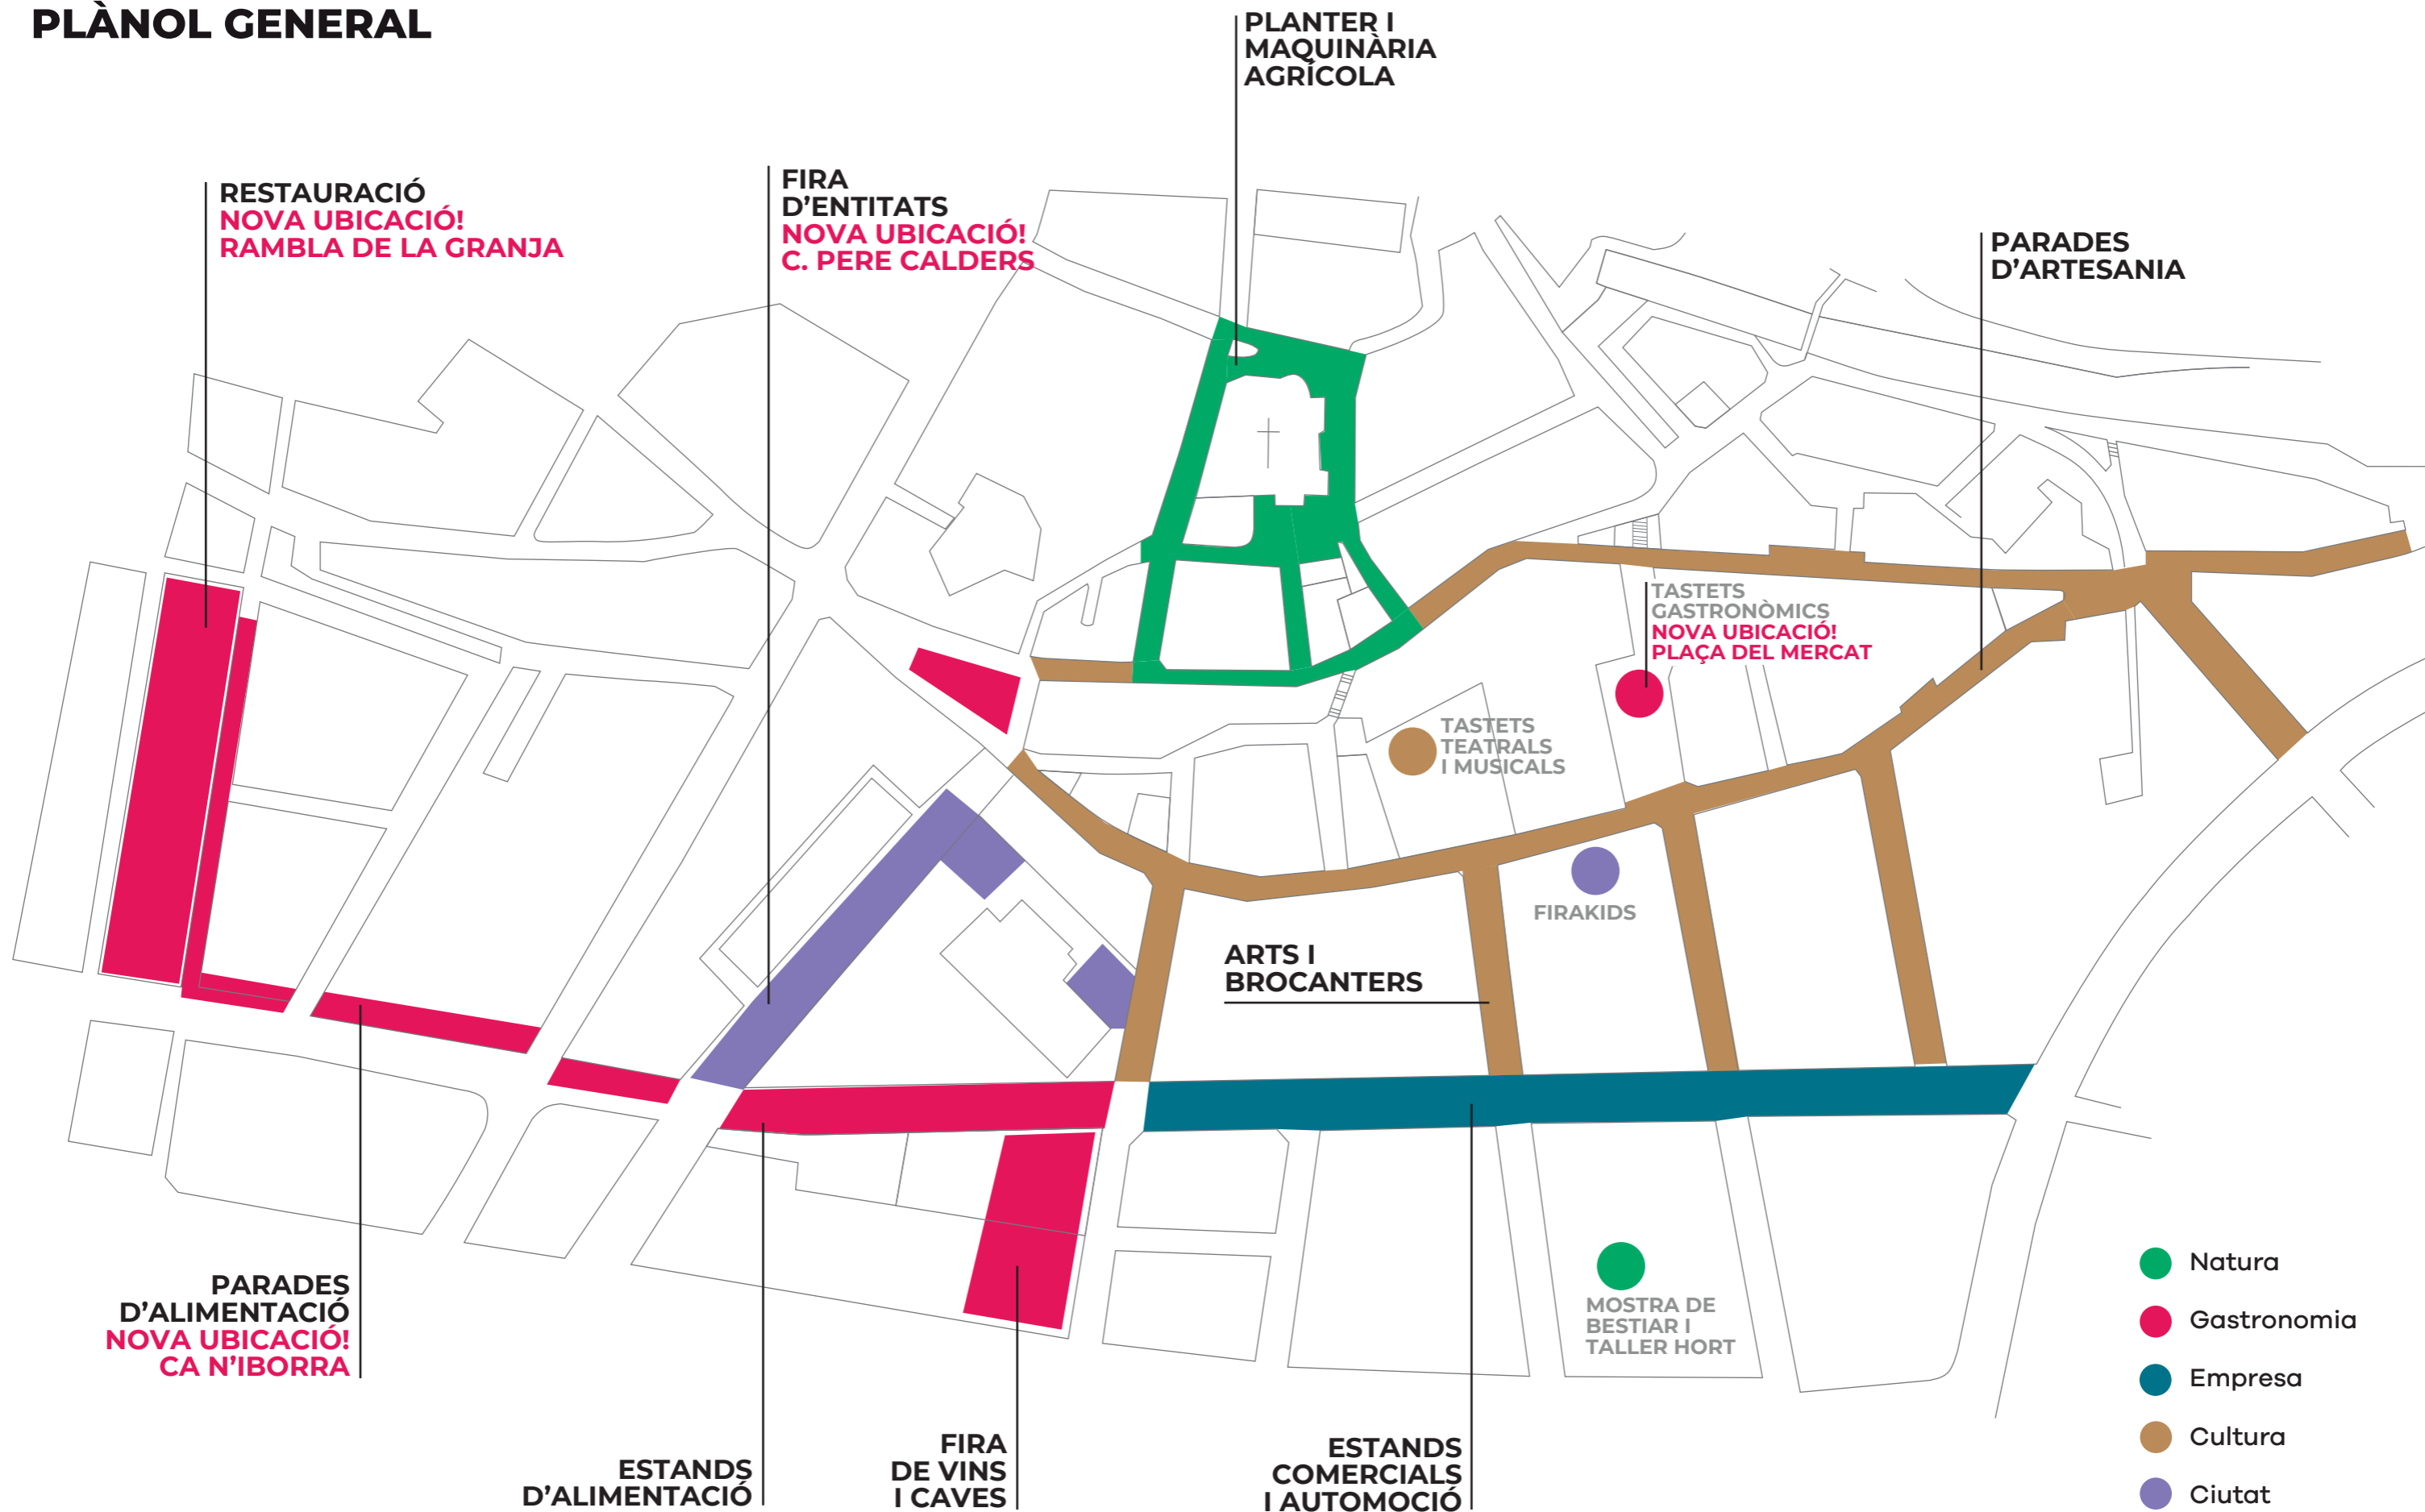 PLÀNOL GENERAL
PLANTER I
MAQUINÀRIA
AGRÍCOLA
RESTAURACIÓ
NOVA UBICACIÓ!
RAMBLA DE LA GRANJA
FIRA
D'ENTITATS
NOVA UBICACIÓ!
C. PERE CALDERS
PARADES
D'ARTESANIA
TASTETS
GASTRONÒMICS
NOVA UBICACIÓ!
PLAÇA DEL MERCAT
TASTETS
TEATRALS
I MUSICALS
FIRAKIDS
ARTS I
BROCANTERS
PARADES
D'ALIMENTACIÓ
NOVA UBICACIÓ!
CA N'IBORRA
ESTANDS
D'ALIMENTACIÓ
FIRA
DE VINS
I CAVES
ESTANDS
COMERCIALS
I AUTOMOCIÓ
MOSTRA DE
BESTIAR I
TALLER HORT
Natura
Gastronomia
Empresa
Cultura
Ciutat